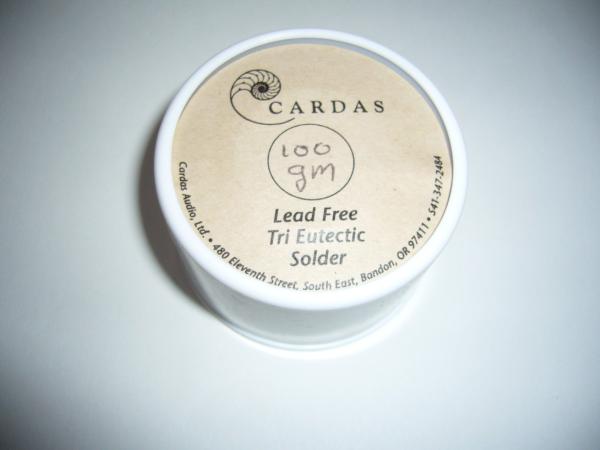 CARDAS
100
gm
Lead Free
Tri Eutectic
Solder
Cardas Audio, Ltd. • 480 Eleventh Street, South East, Bandon, OR 97411 • 541-347-2484